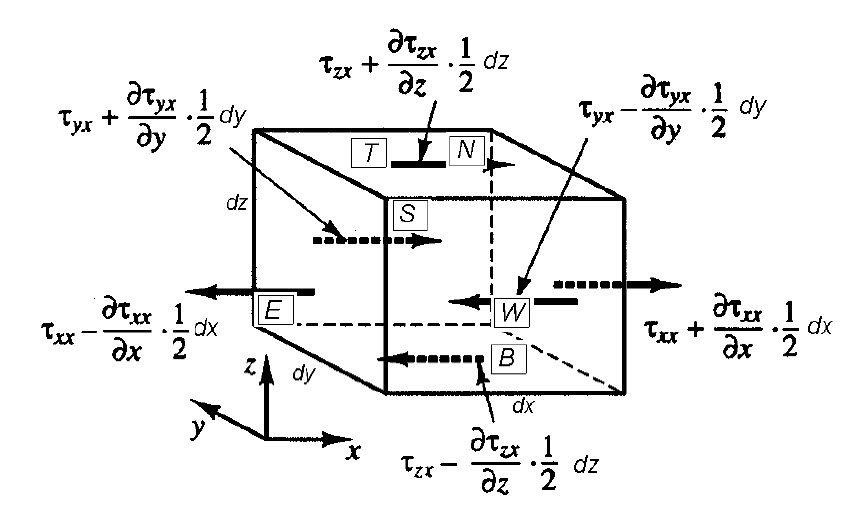 τzx + ∂τzx/∂z · 1/2 dz
τyx + ∂τyx/∂y · 1/2 dy
τyx − ∂τyx/∂y · 1/2 dy
T
N
dz
S
E
W
τxx − ∂τxx/∂x · 1/2 dx
τxx + ∂τxx/∂x · 1/2 dx
B
z
dy
dx
y
x
τzx − ∂τzx/∂z · 1/2 dz